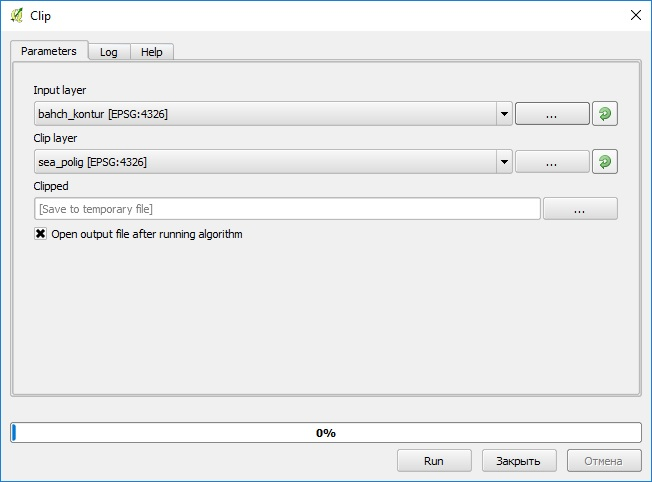 Clip
Parameters Log Help
Input layer
bahch_kontur [EPSG:4326] ...
Clip layer
sea_polig [EPSG:4326] ...
Clipped
[Save to temporary file] ...
Open output file after running algorithm
0%
Run Закрыть Отмена